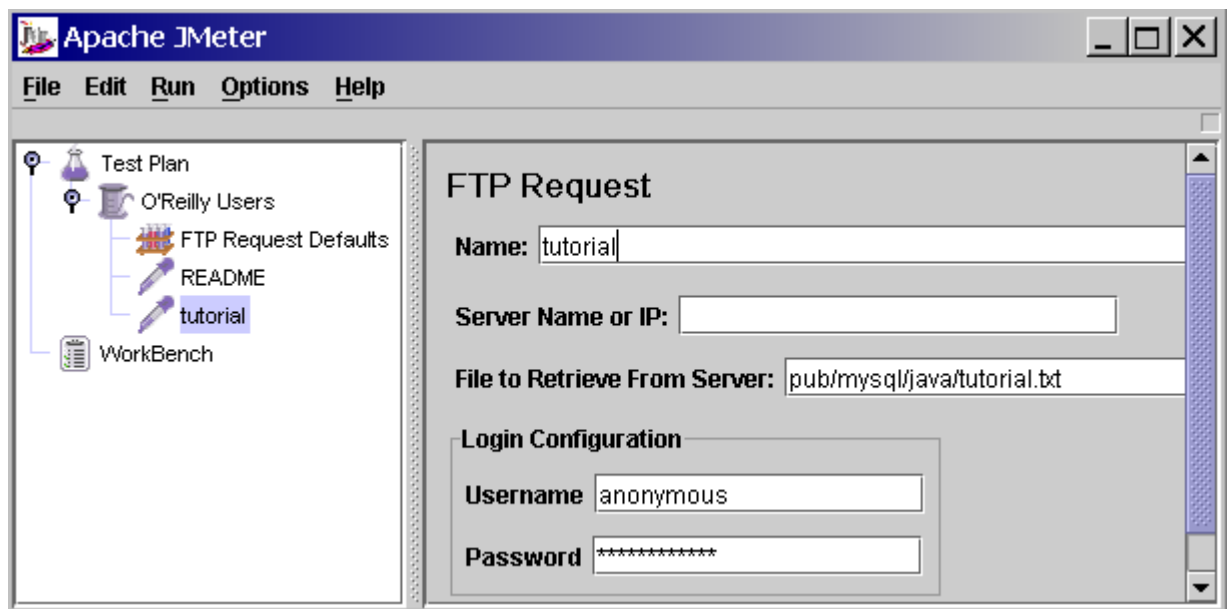 Apache JMeter
File Edit Run Options Help
Test Plan
O'Reilly Users
FTP Request Defaults
README
tutorial
WorkBench
FTP Request
Name: tutorial
Server Name or IP:
File to Retrieve From Server: pub/mysql/java/tutorial.txt
Login Configuration
Username anonymous
Password ************